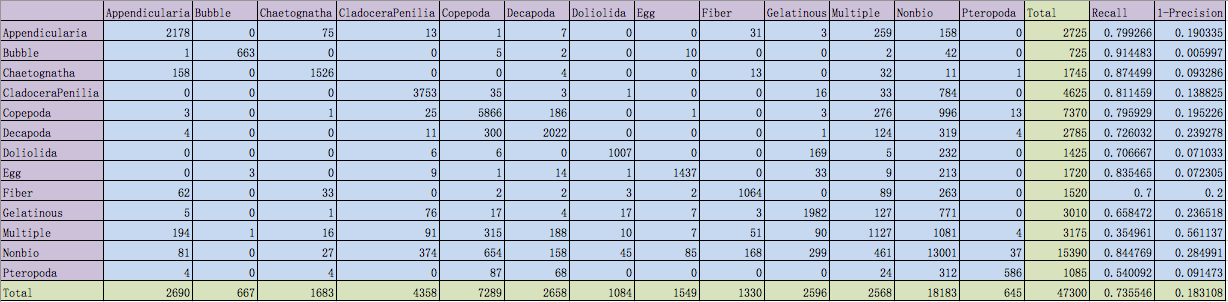 Appendicularia Bubble Chaetognatha CladoceraPenilia Copepoda Decapoda Doliolida Egg Fiber Gelatinous Multiple Nonbio Pteropoda Total Recall 1-Precision
Appendicularia 2178 0 75 13 1 7 0 0 31 3 259 158 0 2725 0.799266 0.190335
Bubble 1 663 0 0 5 2 0 10 0 0 2 42 0 725 0.914483 0.005997
Chaetognatha 158 0 1526 0 0 4 0 0 13 0 32 11 1 1745 0.874499 0.093286
CladoceraPenilia 0 0 0 3753 35 3 1 0 0 16 33 784 0 4625 0.811459 0.138825
Copepoda 3 0 1 25 5866 186 0 1 0 3 276 996 13 7370 0.795929 0.195226
Decapoda 4 0 0 11 300 2022 0 0 0 1 124 319 4 2785 0.726032 0.239278
Doliolida 0 0 0 6 6 0 1007 0 0 169 5 232 0 1425 0.706667 0.071033
Egg 0 3 0 9 1 14 1 1437 0 33 9 213 0 1720 0.835465 0.072305
Fiber 62 0 33 0 2 2 3 2 1064 0 89 263 0 1520 0.7 0.2
Gelatinous 5 0 1 76 17 4 17 7 3 1982 127 771 0 3010 0.658472 0.236518
Multiple 194 1 16 91 315 188 10 7 51 90 1127 1081 4 3175 0.354961 0.561137
Nonbio 81 0 27 374 654 158 45 85 168 299 461 13001 37 15390 0.844769 0.284991
Pteropoda 4 0 4 0 87 68 0 0 0 0 24 312 586 1085 0.540092 0.091473
Total 2690 667 1683 4358 7289 2658 1084 1549 1330 2596 2568 18183 645 47300 0.735546 0.183108